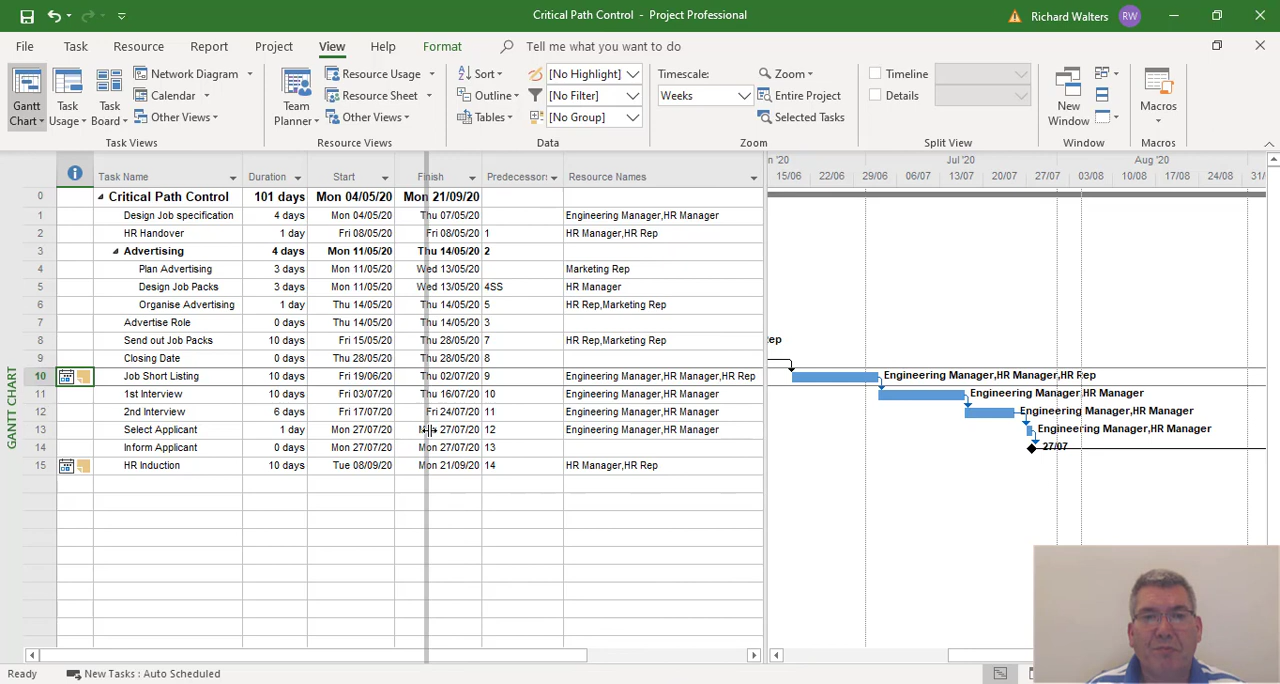 Critical Path Control - Project Professional
Richard Walters RW
File Task Resource Report Project View Help Format Tell me what you want to do
Gantt Chart
Task Usage
Task Board
Network Diagram
Calendar
Other Views
Task Views
Team Planner
Resource Usage
Resource Sheet
Other Views
Resource Views
Sort
Outline
Tables
[No Highlight]
[No Filter]
[No Group]
Data
Timescale:
Weeks
Zoom
Entire Project
Selected Tasks
Zoom
Timeline
Details
Split View
New Window
Window
Macros
Macros
Task Name Duration Start Finish Predecessors Resource Names
0 Critical Path Control 101 days Mon 04/05/20 Mon 21/09/20
1 Design Job specification 4 days Mon 04/05/20 Thu 07/05/20 Engineering Manager,HR Manager
2 HR Handover 1 day Fri 08/05/20 Fri 08/05/20 1 HR Manager,HR Rep
3 Advertising 4 days Mon 11/05/20 Thu 14/05/20 2
4 Plan Advertising 3 days Mon 11/05/20 Wed 13/05/20 Marketing Rep
5 Design Job Packs 3 days Mon 11/05/20 Wed 13/05/20 4SS HR Manager
6 Organise Advertising 1 day Thu 14/05/20 Thu 14/05/20 5 HR Rep,Marketing Rep
7 Advertise Role 0 days Thu 14/05/20 Thu 14/05/20 3
8 Send out Job Packs 10 days Fri 15/05/20 Thu 28/05/20 7 HR Rep,Marketing Rep
9 Closing Date 0 days Thu 28/05/20 Thu 28/05/20 8
10 Job Short Listing 10 days Fri 19/06/20 Thu 02/07/20 9 Engineering Manager,HR Manager,HR Rep
11 1st Interview 10 days Fri 03/07/20 Thu 16/07/20 10 Engineering Manager,HR Manager
12 2nd Interview 6 days Fri 17/07/20 Fri 24/07/20 11 Engineering Manager,HR Manager
13 Select Applicant 1 day Mon 27/07/20 Mon 27/07/20 12 Engineering Manager,HR Manager
14 Inform Applicant 0 days Mon 27/07/20 Mon 27/07/20 13
15 HR Induction 10 days Tue 08/09/20 Mon 21/09/20 14 HR Manager,HR Rep
GANTT CHART
n '20 Jul '20 Aug '20
15/06 22/06 29/06 06/07 13/07 20/07 27/07 03/08 10/08 17/08 24/08 31/
ep
Engineering Manager,HR Manager,HR Rep
Engineering Manager,HR Manager
Engineering Manager,HR Manager
Engineering Manager,HR Manager
27/07
Ready New Tasks : Auto Scheduled